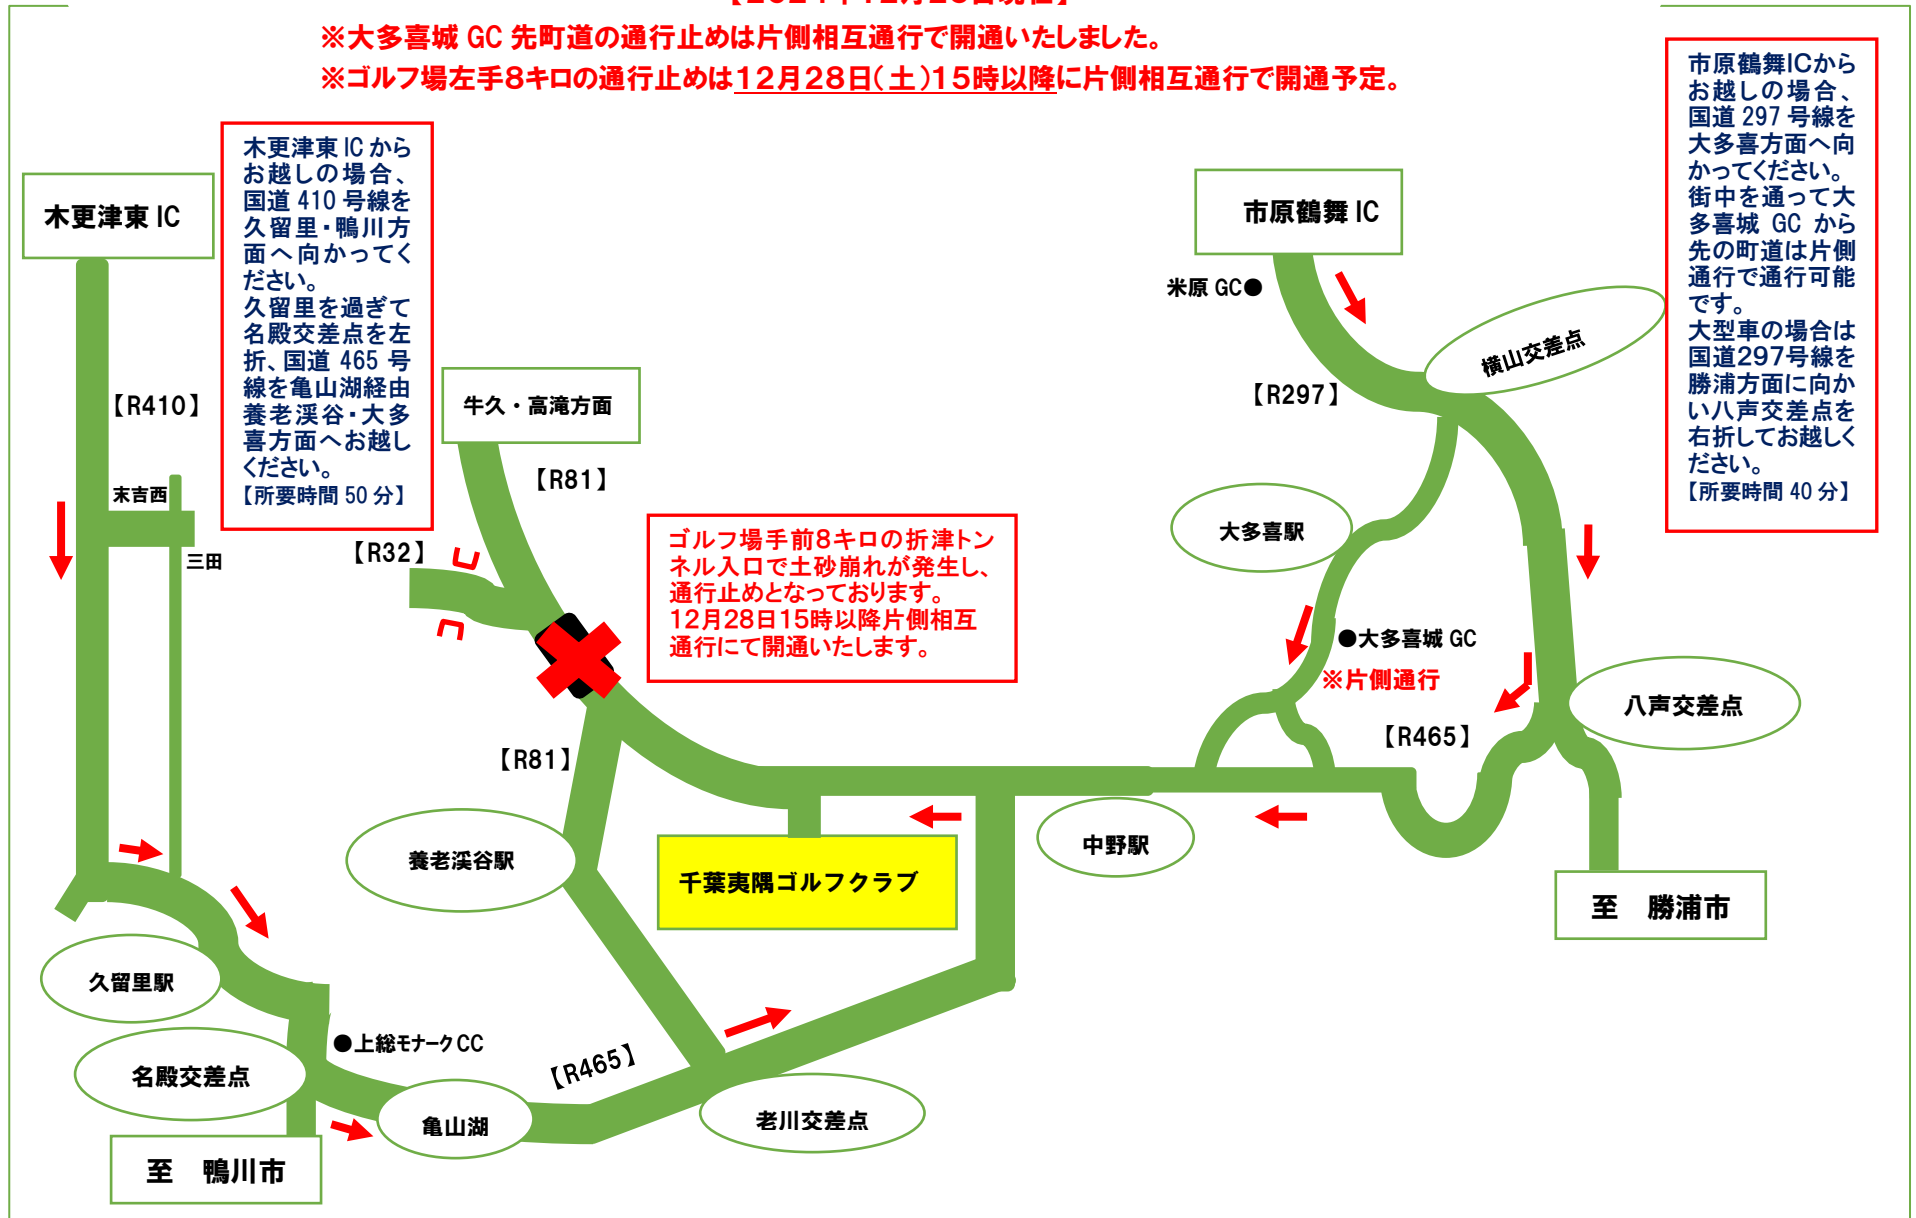 ※大多喜城 GC 先町道の通行止めは片側相互通行で開通いたしました。
※ゴルフ場左手8キロの通行止めは12月28日(土)15時以降に片側相互通行で開通予定。
木更津東 IC から
お越しの場合、
国道 410 号線を
久留里・鴨川方
面へ向かってく
ださい。
久留里を過ぎて
名殿交差点を左
折、国道 465 号
線を亀山湖経由
養老渓谷・大多
喜方面へお越し
ください。
【所要時間 50 分】
市原鶴舞ICから
お越しの場合、
国道 297 号線を
大多喜方面へ向
かってください。
街中を通って大
多喜城 GC から
先の町道は片側
通行で通行可能
です。
大型車の場合は
国道297号線を
勝浦方面に向か
い八声交差点を
右折してお越しく
ださい。
【所要時間 40 分】
木更津東 IC
市原鶴舞 IC
米原 GC●
横山交差点
【R297】
【R410】
牛久・高滝方面
【R81】
末吉西
三田
【R32】
ゴルフ場手前8キロの折津トン
ネル入口で土砂崩れが発生し、
通行止めとなっております。
12月28日15時以降片側相互
通行にて開通いたします。
大多喜駅
●大多喜城 GC
※片側通行
八声交差点
【R465】
【R81】
中野駅
養老渓谷駅
千葉夷隅ゴルフクラブ
至 勝浦市
久留里駅
●上総モナーク CC
名殿交差点
【R465】
亀山湖
老川交差点
至 鴨川市